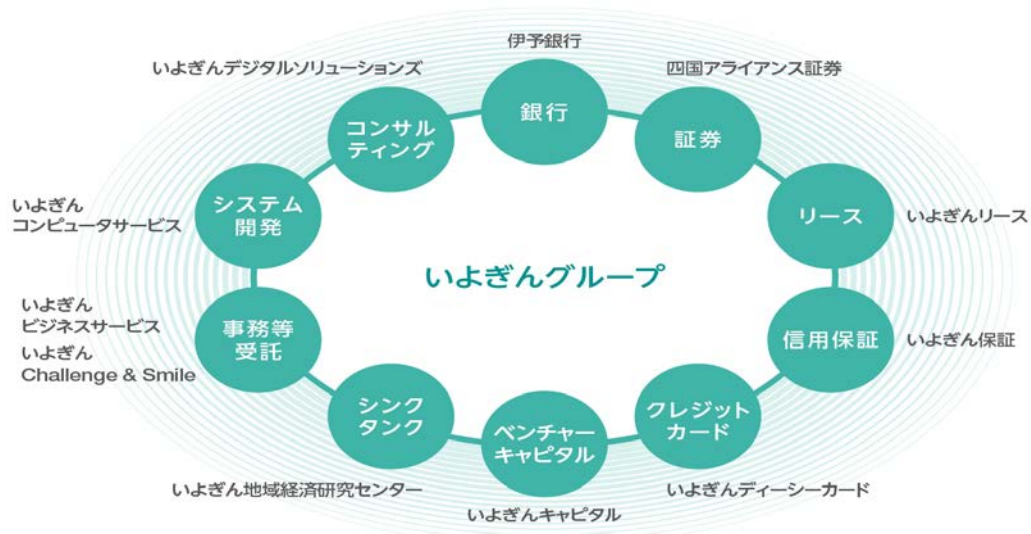 伊予銀行
いよぎんデジタルソリューションズ
四国アライアンス証券
銀行
コンサル
ティング
証券
いよぎん
コンピュータサービス
システム
開発
リース
いよぎんリース
いよぎんグループ
いよぎん
ビジネスサービス
いよぎん
Challenge & Smile
事務等
受託
信用保証
いよぎん保証
シンク
タンク
ベンチャー
キャピタル
クレジット
カード
いよぎん地域経済研究センター
いよぎんキャピタル
いよぎんディーシーカード